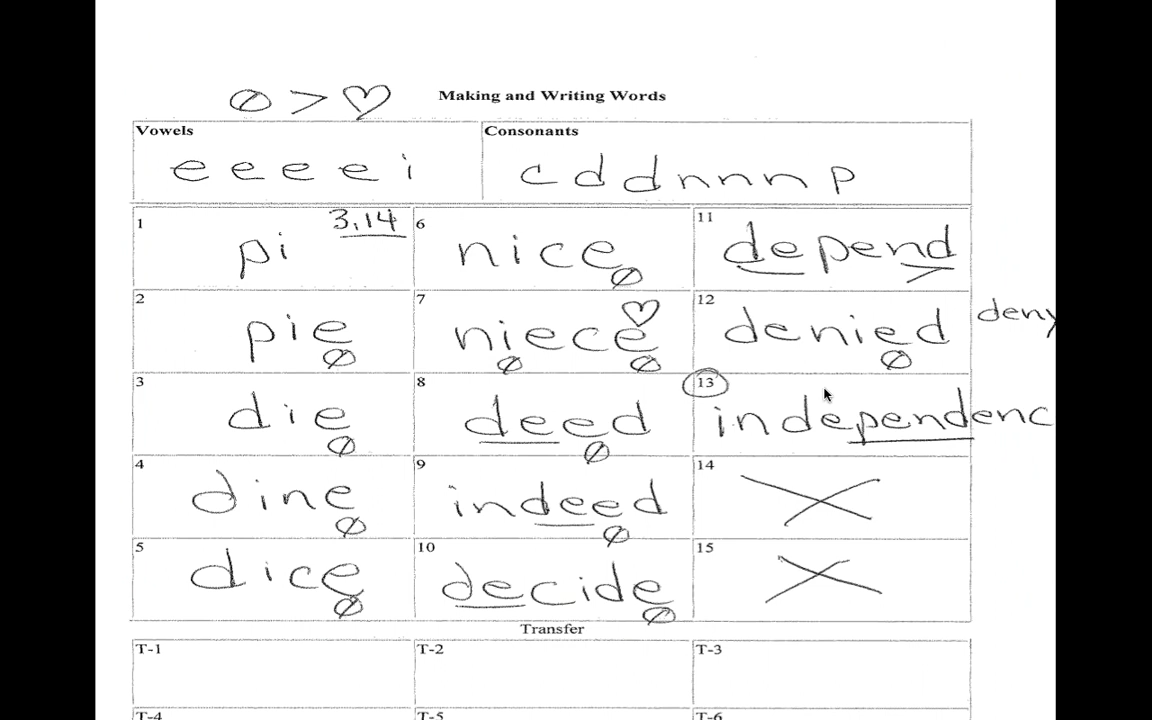 Ø > ♡ Making and Writing Words
Vowels
e e e e i
Consonants
c d d n n n p
1
3.14
pi
2
pie
Ø
3
die
Ø
4
dine
Ø
5
dice
Ø
6
nice
Ø
7
♡
niece
Ø Ø
8
deed
Ø
9
indeed
Ø
10
decide
Ø
11
depend
>
12
denied
Ø
deny
13
independenc
14
X
15
X
Transfer
T-1
T-2
T-3
T-4
T-5
T-6